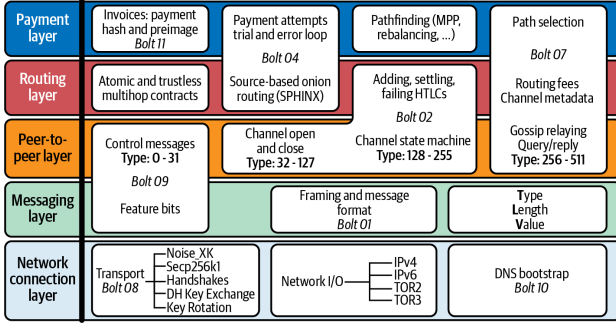 Payment
layer
Invoices: payment
hash and preimage
Bolt 11
Payment attempts
trial and error loop
Bolt 04
Source-based onion
routing (SPHINX)
Pathfinding (MPP,
rebalancing, ...)
Path selection
Bolt 07
Routing fees
Channel metadata
Gossip relaying
Query/reply
Type: 256 - 511
Routing
layer
Atomic and trustless
multihop contracts
Adding, settling,
failing HTLCs
Bolt 02
Channel state machine
Type: 128 - 255
Peer-to-
peer layer
Control messages
Type: 0 - 31
Bolt 09
Feature bits
Channel open
and close
Type: 32 - 127
Messaging
layer
Framing and message
format
Bolt 01
Type
Length
Value
Network
connection
layer
Transport
Bolt 08
Noise_XK
Secp256k1
Handshakes
DH Key Exchange
Key Rotation
Network I/O
IPv4
IPv6
TOR2
TOR3
DNS bootstrap
Bolt 10